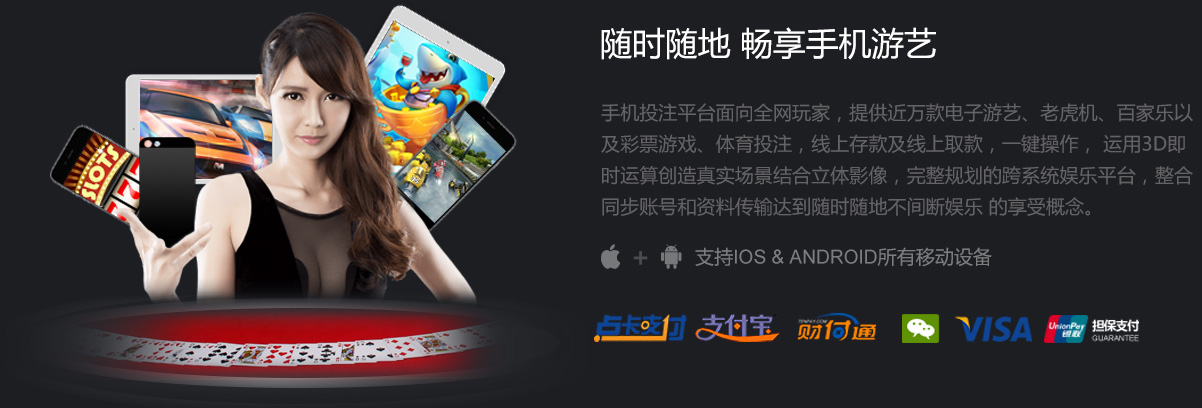 随时随地 畅享手机游艺
手机投注平台面向全网玩家，提供近万款电子游艺、老虎机、百家乐以
及彩票游戏、体育投注，线上存款及线上取款，一键操作， 运用3D即
时运算创造真实场景结合立体影像，完整规划的跨系统娱乐平台，整合
同步账号和资料传输达到随时随地不间断娱乐 的享受概念。
+ 支持IOS & ANDROID所有移动设备
点卡支付 支付宝 TENPAY.COM 财付通 VISA UnionPay 银联 担保支付 GUARANTEE
SLOTS
777